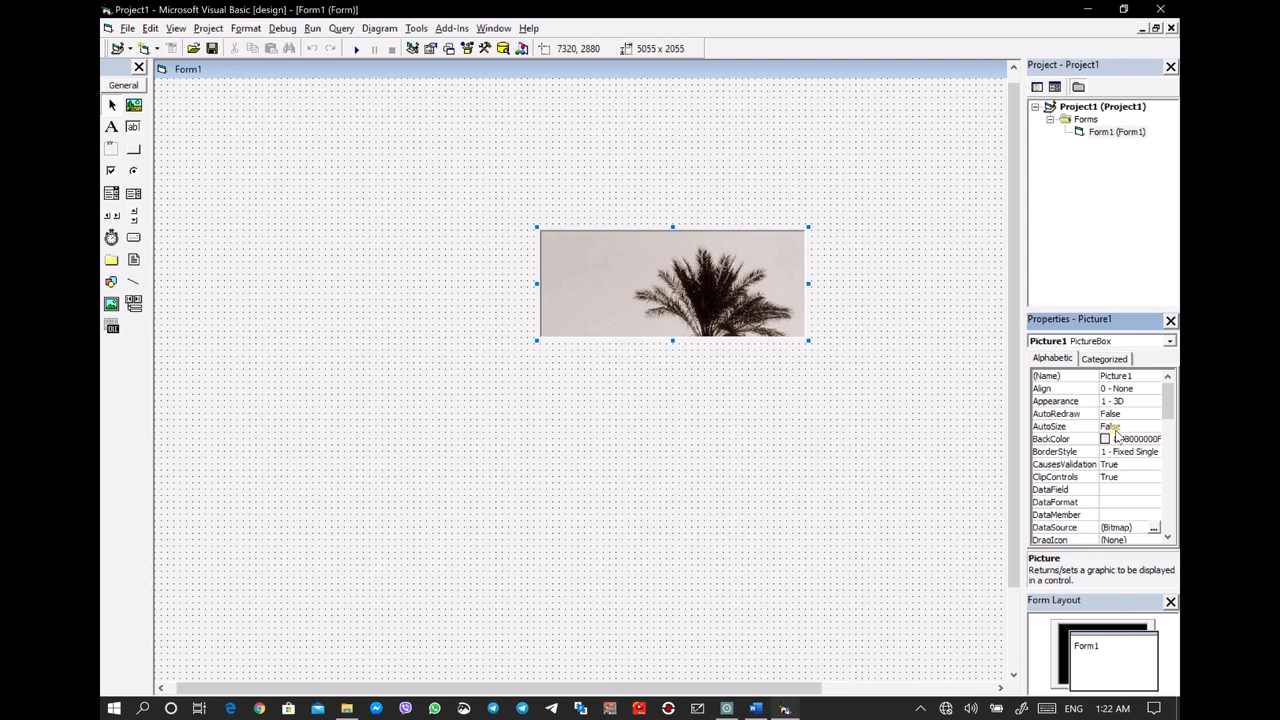 Project1 - Microsoft Visual Basic [design] - [Form1 (Form)]
File Edit View Project Format Debug Run Query Diagram Tools Add-Ins Window Help
7320, 2880 5055 x 2055
General
Form1
A ab
XY
OLE
Project - Project1
Project1 (Project1)
Forms
Form1 (Form1)
Properties - Picture1
Picture1 PictureBox
Alphabetic Categorized
(Name) Picture1
Align 0 - None
Appearance 1 - 3D
AutoRedraw False
AutoSize False
BackColor &H8000000F
BorderStyle 1 - Fixed Single
CausesValidation True
ClipControls True
DataField
DataFormat
DataMember
DataSource (Bitmap) ...
DragIcon (None)
Picture
Returns/sets a graphic to be displayed
in a control.
Form Layout
Form1
1:22 AM